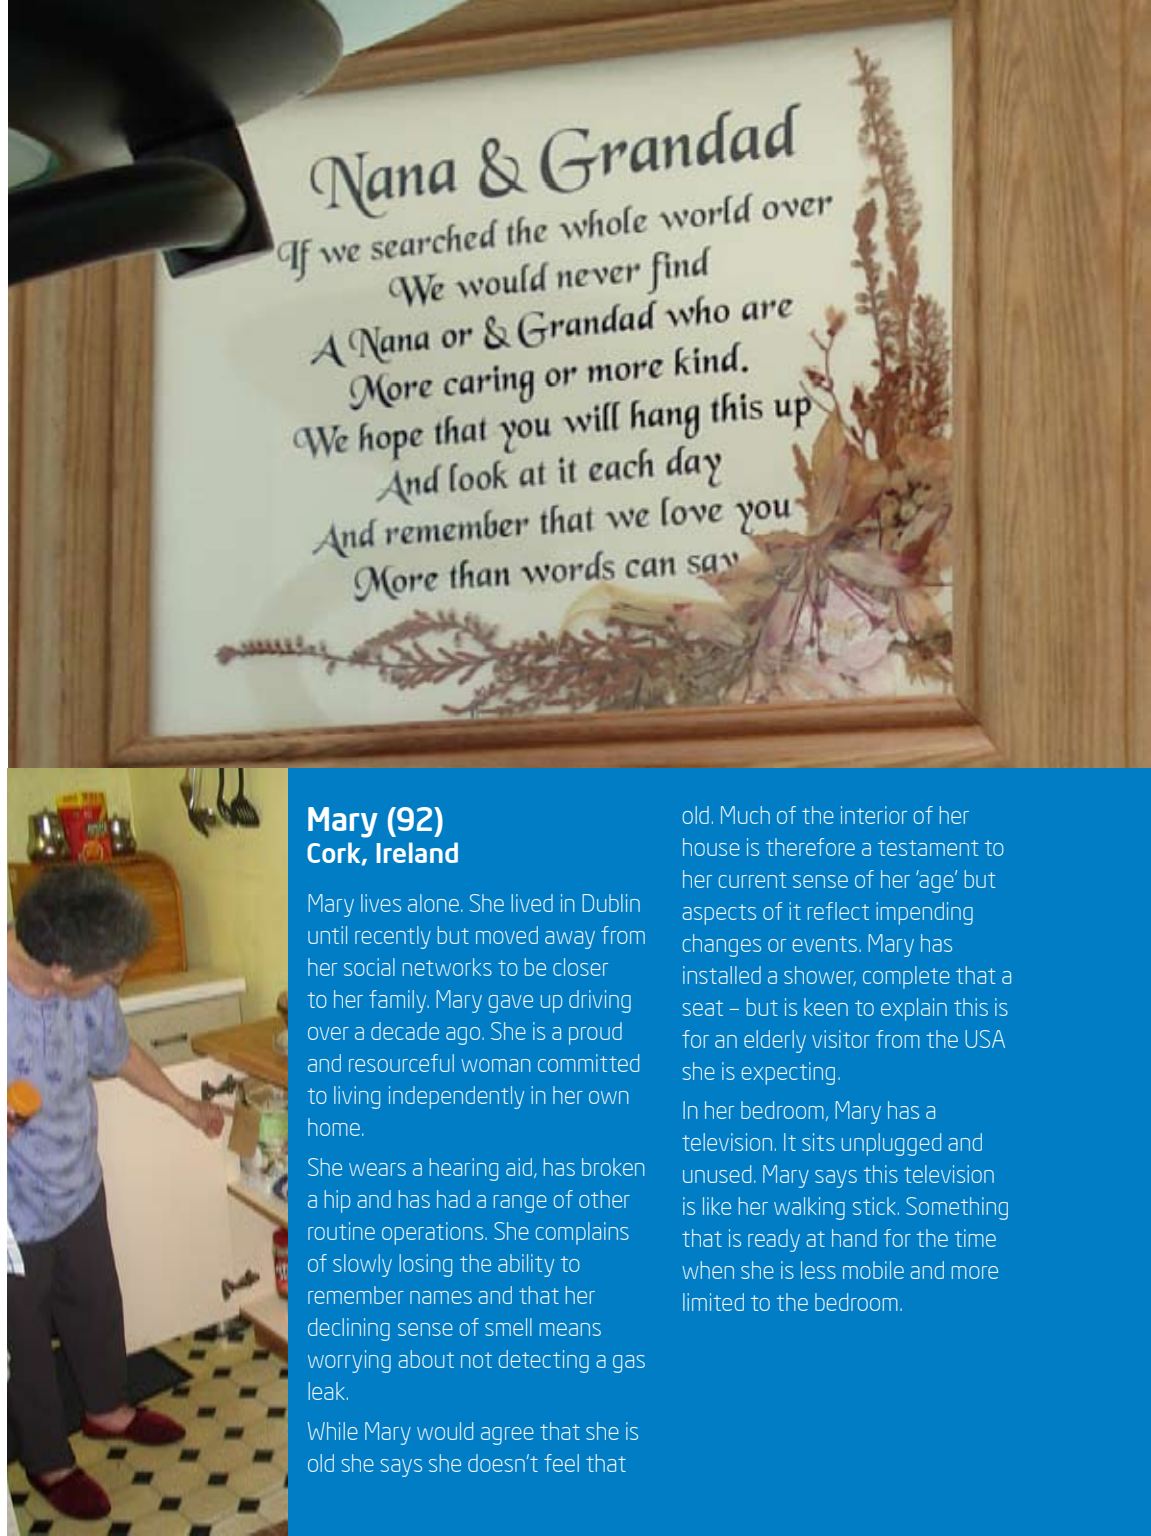 Nana & Grandad
If we searched the whole world over
We would never find
A Nana or & Grandad who are
More caring or more kind.
We hope that you will hang this up
And look at it each day
And remember that we love you
More than words can say
Mary (92)
Cork, Ireland
Mary lives alone. She lived in Dublin
until recently but moved away from
her social networks to be closer
to her family. Mary gave up driving
over a decade ago. She is a proud
and resourceful woman committed
to living independently in her own
home.
She wears a hearing aid, has broken
a hip and has had a range of other
routine operations. She complains
of slowly losing the ability to
remember names and that her
declining sense of smell means
worrying about not detecting a gas
leak.
While Mary would agree that she is
old she says she doesn’t feel that
old. Much of the interior of her
house is therefore a testament to
her current sense of her ‘age’ but
aspects of it reflect impending
changes or events. Mary has
installed a shower, complete that a
seat – but is keen to explain this is
for an elderly visitor from the USA
she is expecting.
In her bedroom, Mary has a
television. It sits unplugged and
unused. Mary says this television
is like her walking stick. Something
that is ready at hand for the time
when she is less mobile and more
limited to the bedroom.